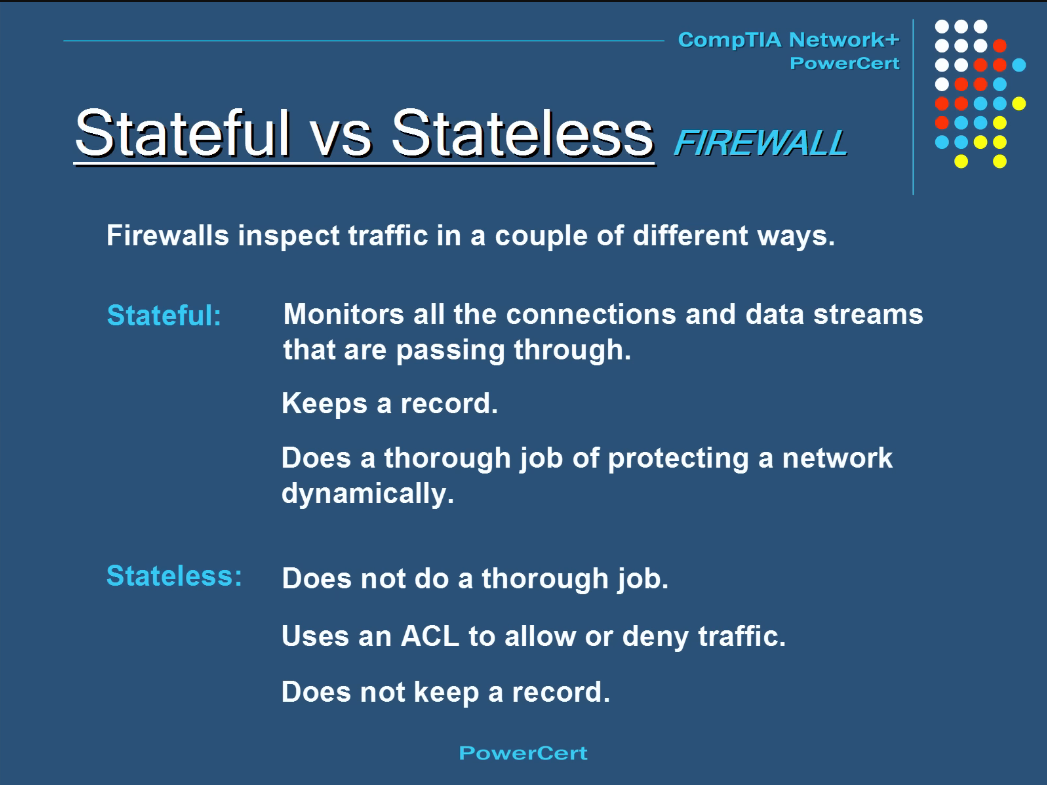 CompTIA Network+
PowerCert
Stateful vs Stateless FIREWALL
Firewalls inspect traffic in a couple of different ways.
Stateful: Monitors all the connections and data streams
that are passing through.
Keeps a record.
Does a thorough job of protecting a network
dynamically.
Stateless: Does not do a thorough job.
Uses an ACL to allow or deny traffic.
Does not keep a record.
PowerCert